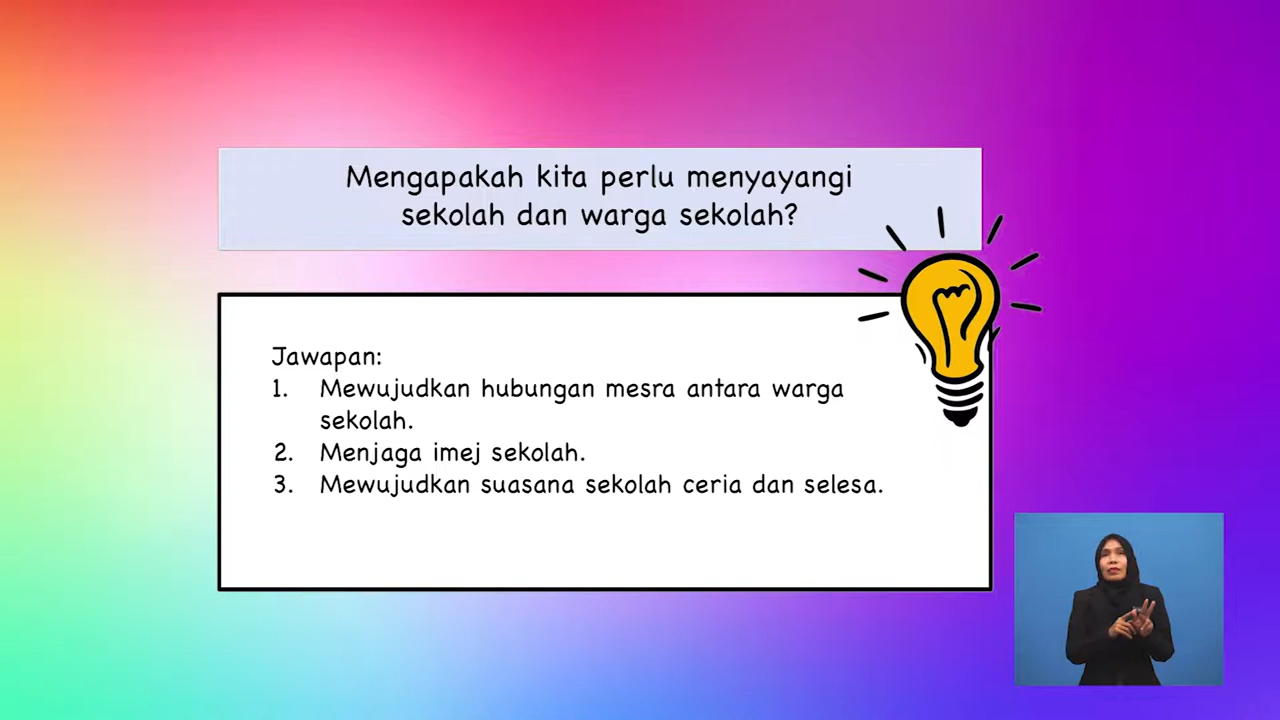 Mengapakah kita perlu menyayangi
sekolah dan warga sekolah?
Jawapan:
1. Mewujudkan hubungan mesra antara warga
sekolah.
2. Menjaga imej sekolah.
3. Mewujudkan suasana sekolah ceria dan selesa.